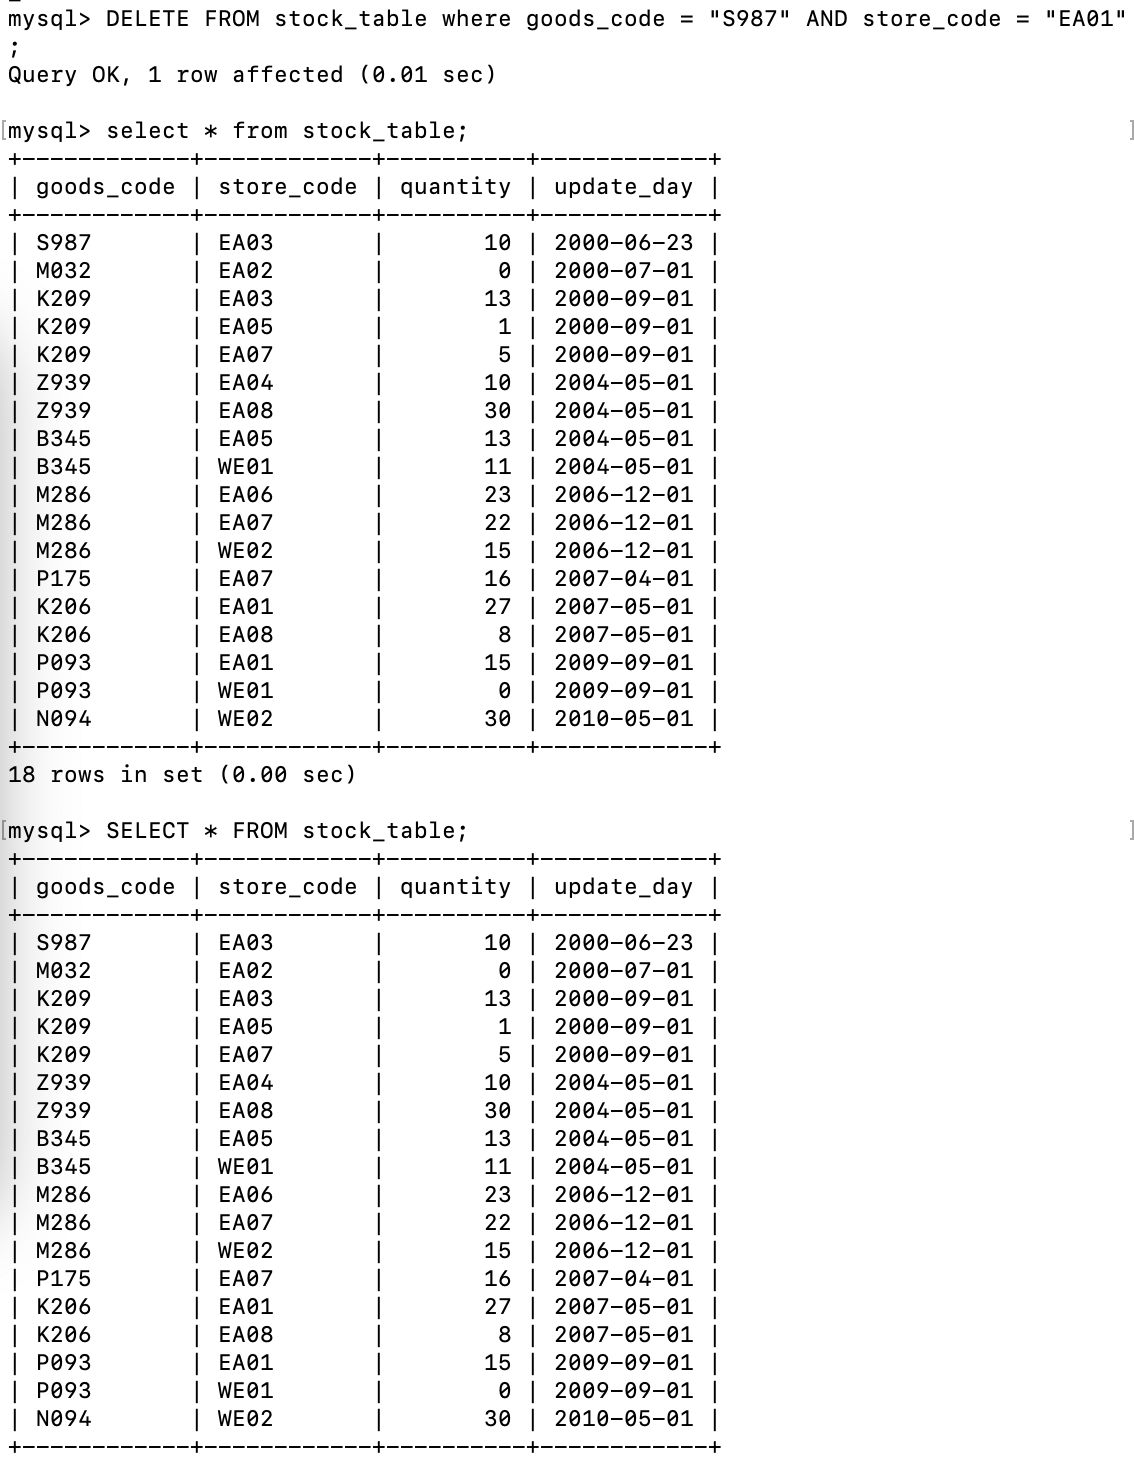 mysql> DELETE FROM stock_table where goods_code = "S987" AND store_code = "EA01"
;
Query OK, 1 row affected (0.01 sec)
[mysql> select * from stock_table; ]
+------------+------------+----------+------------+
| goods_code | store_code | quantity | update_day |
+------------+------------+----------+------------+
| S987       | EA03       |       10 | 2000-06-23 |
| M032       | EA02       |        0 | 2000-07-01 |
| K209       | EA03       |       13 | 2000-09-01 |
| K209       | EA05       |        1 | 2000-09-01 |
| K209       | EA07       |        5 | 2000-09-01 |
| Z939       | EA04       |       10 | 2004-05-01 |
| Z939       | EA08       |       30 | 2004-05-01 |
| B345       | EA05       |       13 | 2004-05-01 |
| B345       | WE01       |       11 | 2004-05-01 |
| M286       | EA06       |       23 | 2006-12-01 |
| M286       | EA07       |       22 | 2006-12-01 |
| M286       | WE02       |       15 | 2006-12-01 |
| P175       | EA07       |       16 | 2007-04-01 |
| K206       | EA01       |       27 | 2007-05-01 |
| K206       | EA08       |        8 | 2007-05-01 |
| P093       | EA01       |       15 | 2009-09-01 |
| P093       | WE01       |        0 | 2009-09-01 |
| N094       | WE02       |       30 | 2010-05-01 |
+------------+------------+----------+------------+
18 rows in set (0.00 sec)
[mysql> SELECT * FROM stock_table; ]
+------------+------------+----------+------------+
| goods_code | store_code | quantity | update_day |
+------------+------------+----------+------------+
| S987       | EA03       |       10 | 2000-06-23 |
| M032       | EA02       |        0 | 2000-07-01 |
| K209       | EA03       |       13 | 2000-09-01 |
| K209       | EA05       |        1 | 2000-09-01 |
| K209       | EA07       |        5 | 2000-09-01 |
| Z939       | EA04       |       10 | 2004-05-01 |
| Z939       | EA08       |       30 | 2004-05-01 |
| B345       | EA05       |       13 | 2004-05-01 |
| B345       | WE01       |       11 | 2004-05-01 |
| M286       | EA06       |       23 | 2006-12-01 |
| M286       | EA07       |       22 | 2006-12-01 |
| M286       | WE02       |       15 | 2006-12-01 |
| P175       | EA07       |       16 | 2007-04-01 |
| K206       | EA01       |       27 | 2007-05-01 |
| K206       | EA08       |        8 | 2007-05-01 |
| P093       | EA01       |       15 | 2009-09-01 |
| P093       | WE01       |        0 | 2009-09-01 |
| N094       | WE02       |       30 | 2010-05-01 |
+------------+------------+----------+------------+